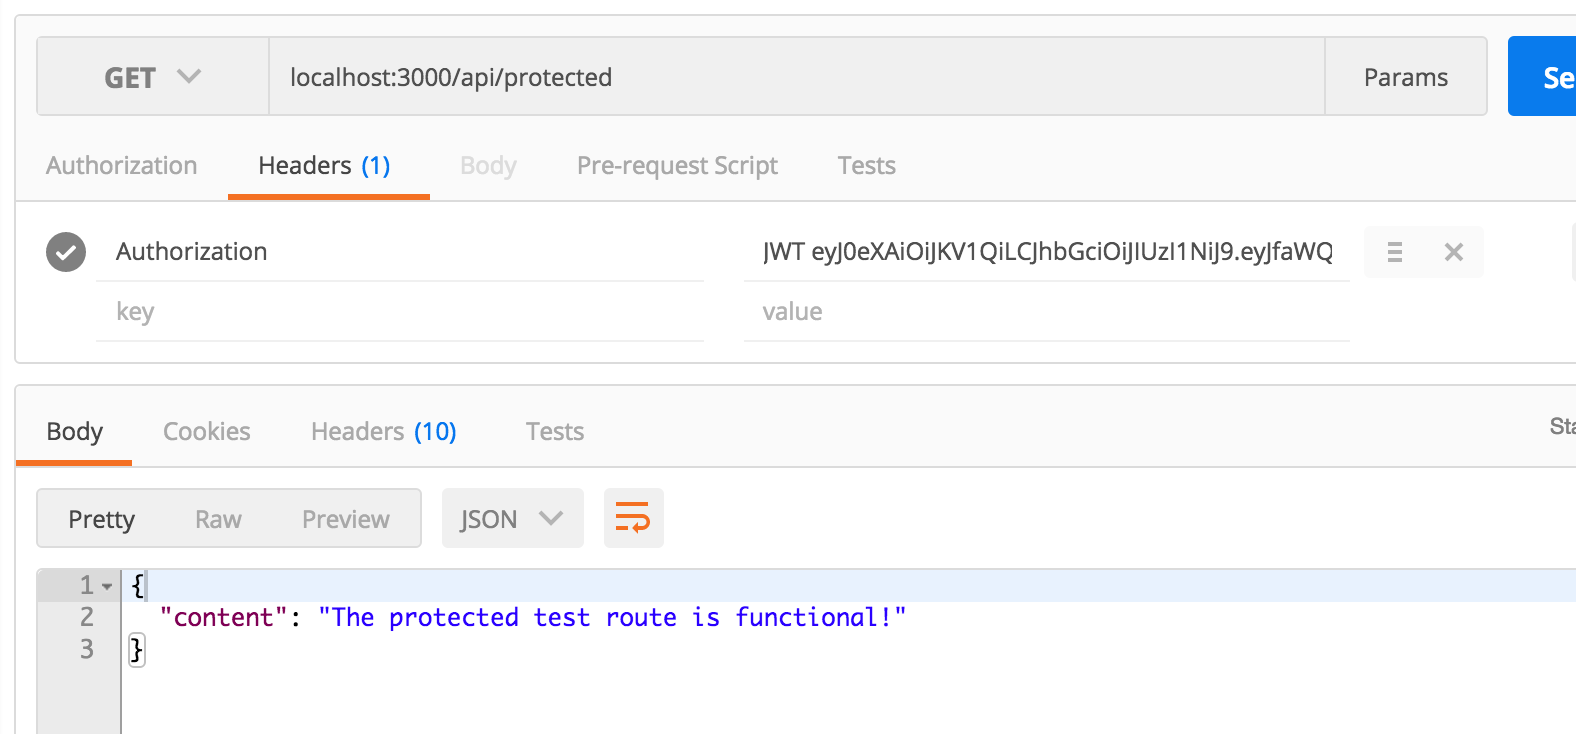 GET localhost:3000/api/protected Params Se
Authorization Headers (1) Body Pre-request Script Tests
Authorization JWT eyJ0eXAiOiJKV1QiLCJhbGciOiJIUzI1NiJ9.eyJfaWQ
key value
Body Cookies Headers (10) Tests Sta
Pretty Raw Preview JSON
1 {
2 "content": "The protected test route is functional!"
3 }